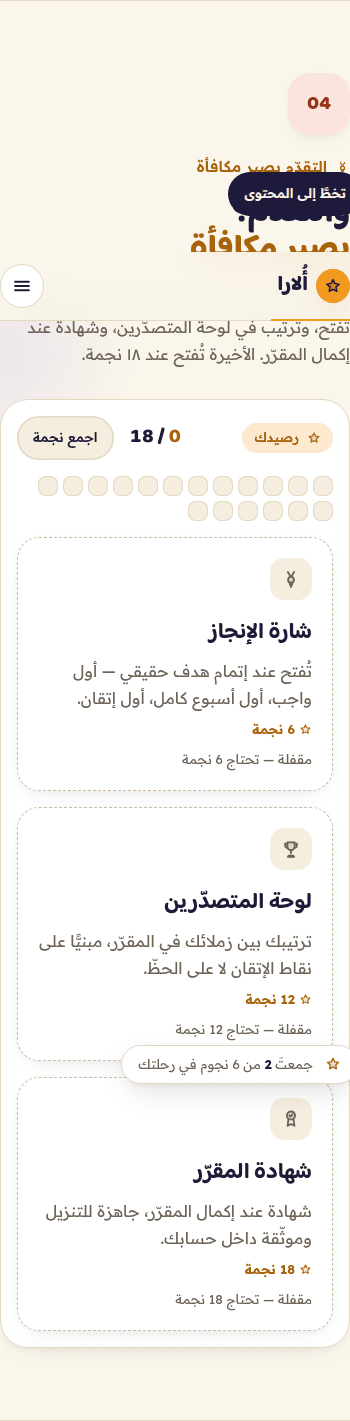 04
التقدّم يصير مكافأة
تخطَّ إلى المحتوى
يصير مكافأة
ألارا
تُفتح، وترتيب في لوحة المتصدّرين، وشهادة عند
إكمال المقرّر. الأخيرة تُفتح عند ١٨ نجمة.
رصيدك
0 / 18
اجمع نجمة
شارة الإنجاز
تُفتح عند إتمام هدف حقيقي — أول
واجب، أول أسبوع كامل، أول إتقان.
6 نجمة
مقفلة — تحتاج 6 نجمة
لوحة المتصدّرين
ترتيبك بين زملائك في المقرّر، مبنيًّا على
نقاط الإتقان لا على الحظّ.
12 نجمة
مقفلة — تحتاج 12 نجمة
جمعتَ 2 من 6 نجوم في رحلتك
شهادة المقرّر
شهادة عند إكمال المقرّر، جاهزة للتنزيل
وموثّقة داخل حسابك.
18 نجمة
مقفلة — تحتاج 18 نجمة